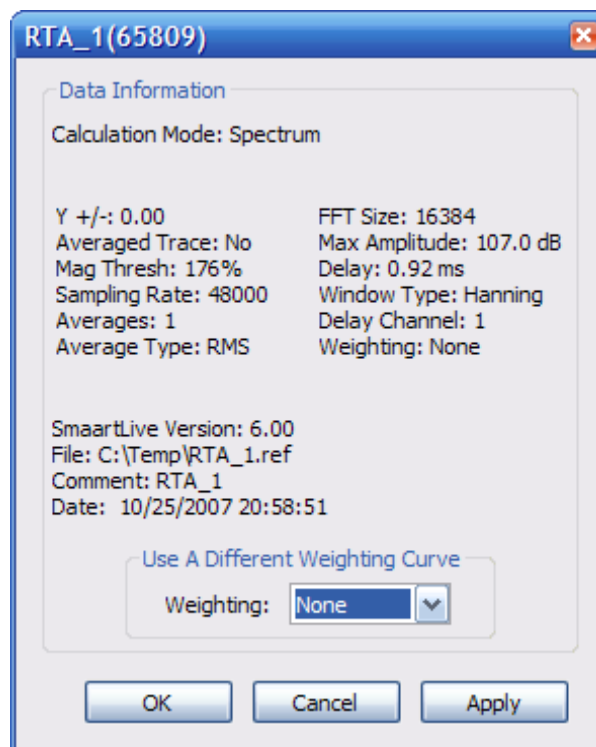 RTA_1(65809)
Data Information
Calculation Mode: Spectrum
Y +/-: 0.00
Averaged Trace: No
Mag Thresh: 176%
Sampling Rate: 48000
Averages: 1
Average Type: RMS
FFT Size: 16384
Max Amplitude: 107.0 dB
Delay: 0.92 ms
Window Type: Hanning
Delay Channel: 1
Weighting: None
SmaartLive Version: 6.00
File: C:\Temp\RTA_1.ref
Comment: RTA_1
Date: 10/25/2007 20:58:51
Use A Different Weighting Curve
Weighting: None
OK Cancel Apply